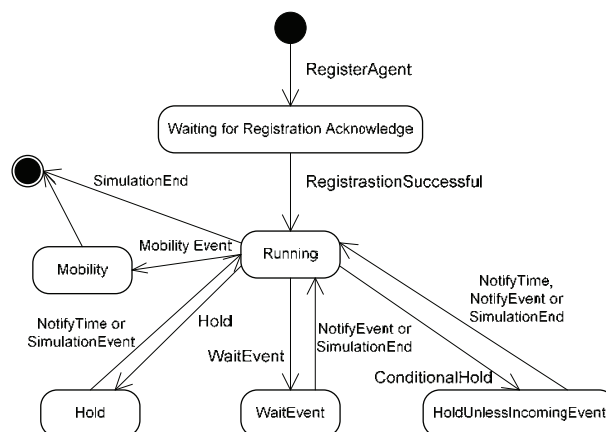 RegisterAgent
Waiting for Registration Acknowledge
SimulationEnd
RegistrastionSuccessful
Mobility Event
Running
Mobility
NotifyTime,
NotifyEvent or
SimulationEnd
NotifyTime or
SimulationEvent
Hold
NotifyEvent or
SimulationEnd
WaitEvent
ConditionalHold
Hold
WaitEvent
HoldUnlessIncomingEvent